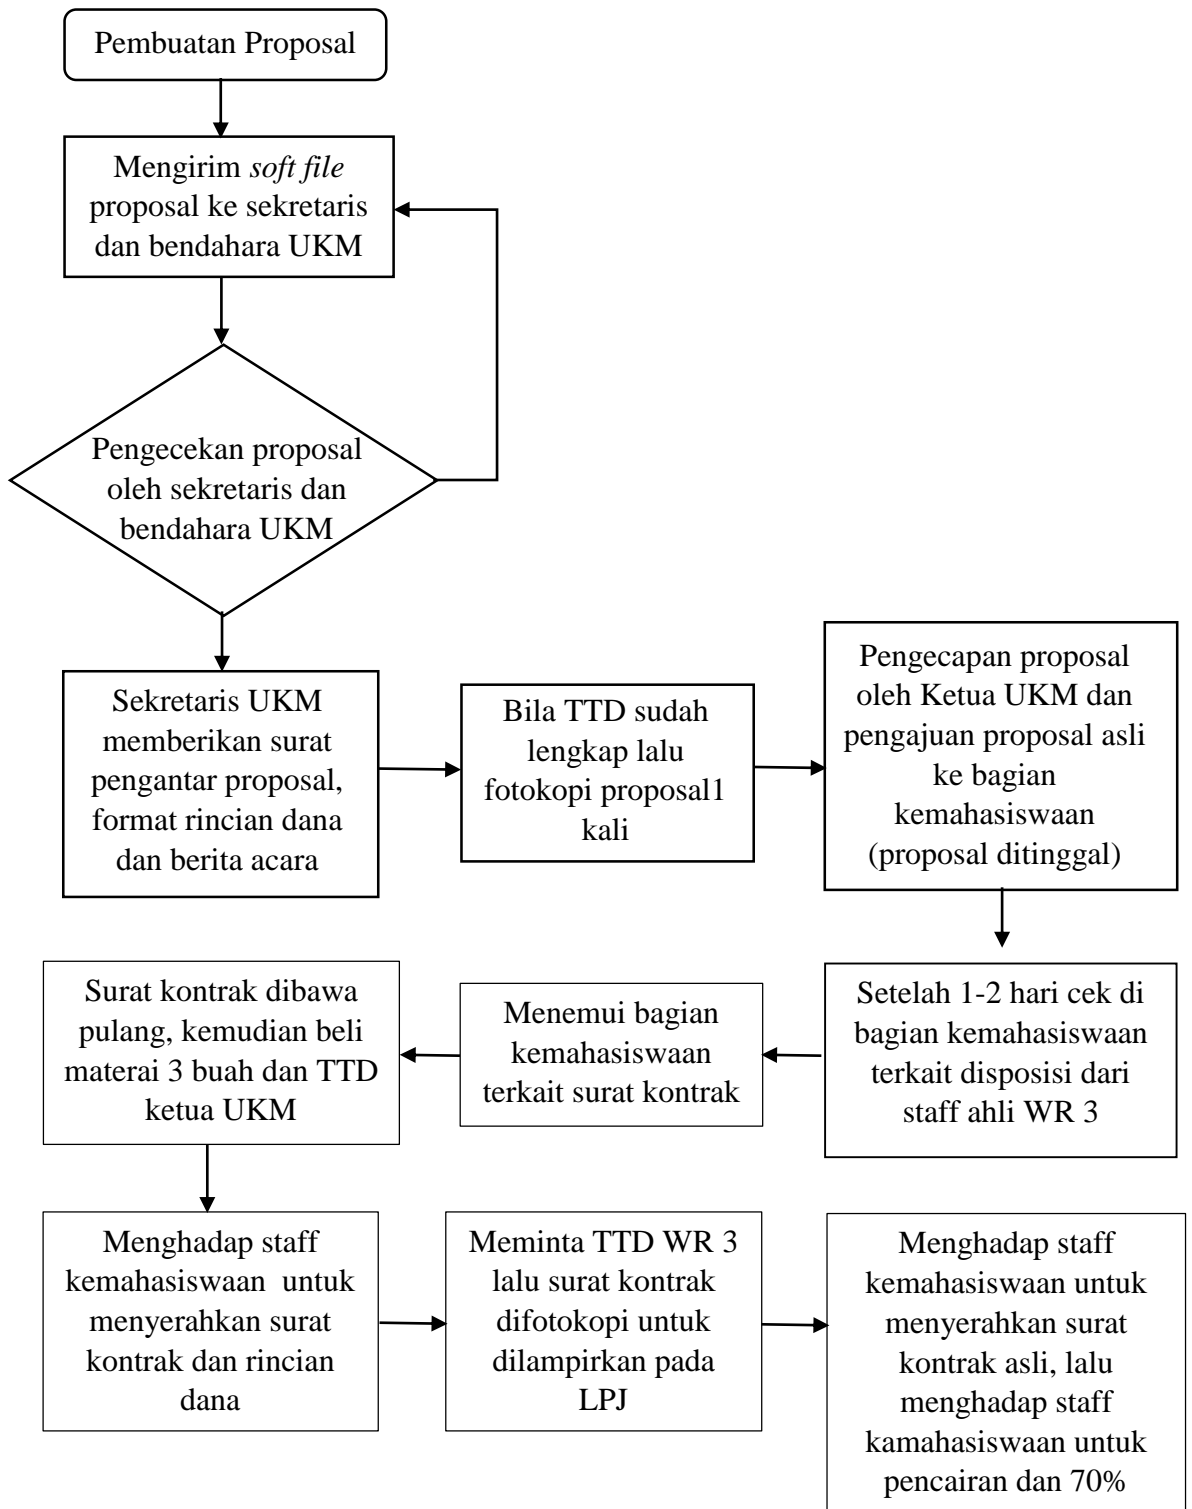 Pembuatan Proposal
Mengirim soft file
proposal ke sekretaris
dan bendahara UKM
Pengecekan proposal
oleh sekretaris dan
bendahara UKM
Sekretaris UKM
memberikan surat
pengantar proposal,
format rincian dana
dan berita acara
Bila TTD sudah
lengkap lalu
fotokopi proposal1
kali
Pengecapan proposal
oleh Ketua UKM dan
pengajuan proposal asli
ke bagian
kemahasiswaan
(proposal ditinggal)
Setelah 1-2 hari cek di
bagian kemahasiswaan
terkait disposisi dari
staff ahli WR 3
Menemui bagian
kemahasiswaan
terkait surat kontrak
Surat kontrak dibawa
pulang, kemudian beli
materai 3 buah dan TTD
ketua UKM
Menghadap staff
kemahasiswaan untuk
menyerahkan surat
kontrak dan rincian
dana
Meminta TTD WR 3
lalu surat kontrak
difotokopi untuk
dilampirkan pada
LPJ
Menghadap staff
kemahasiswaan untuk
menyerahkan surat
kontrak asli, lalu
menghadap staff
kamahasiswaan untuk
pencairan dan 70%